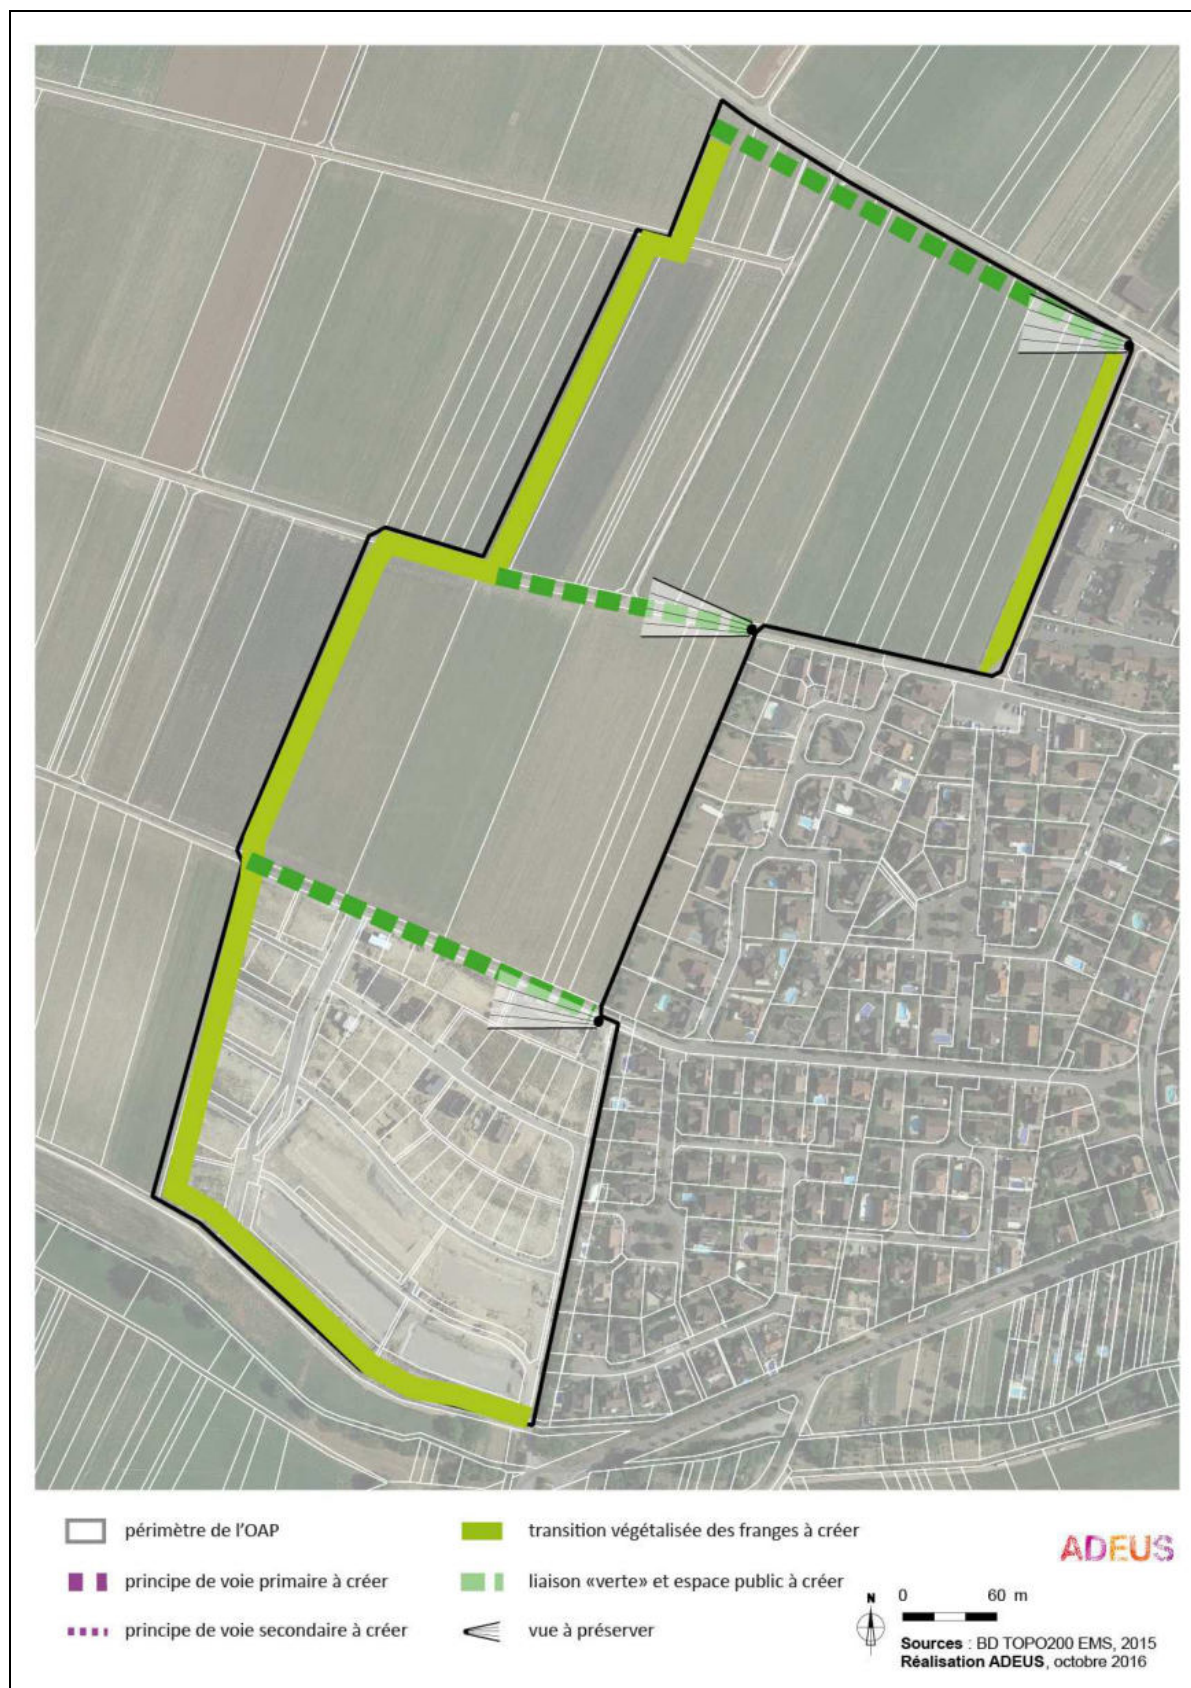 périmètre de l'OAP
principe de voie primaire à créer
principe de voie secondaire à créer
transition végétalisée des franges à créer
liaison «verte» et espace public à créer
vue à préserver
ADEUS
N
0 60 m
Sources : BD TOPO200 EMS, 2015
Réalisation ADEUS, octobre 2016